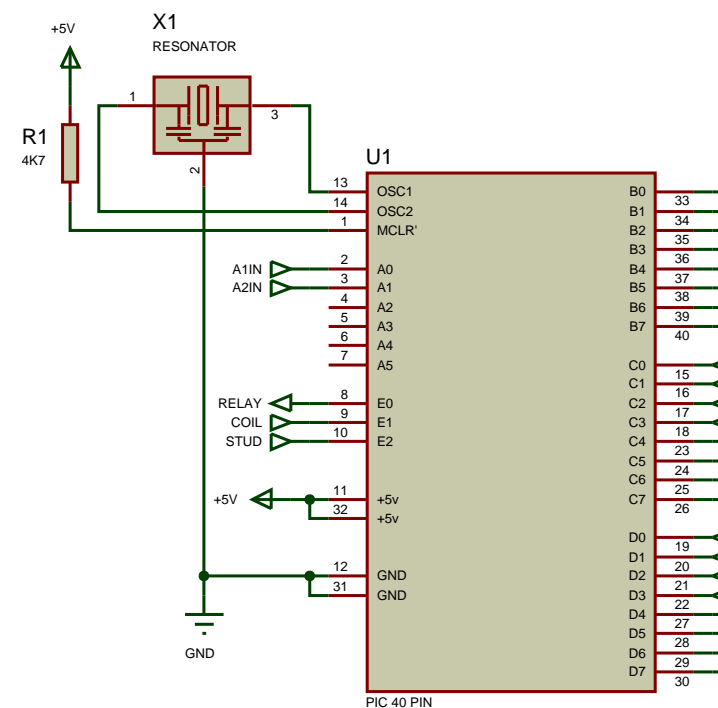 X1
+5V
RESONATOR
1
3
R1
4K7
2
U1
13 OSC1 B0 33
14 OSC2 B1 34
1 MCLR' B2 35
B3 36
2 A1IN A0 B4 37
3 A2IN A1 B5 38
4 A2 B6 39
5 A3 B7 40
6 A4
7 A5 C0 15
C1 16
8 RELAY E0 C2 17
9 COIL E1 C3 18
10 STUD E2 C4 23
C5 24
C6 25
11 +5V +5v C7 26
32 +5v
D0 19
D1 20
12 GND D2 21
31 GND D3 22
D4 27
D5 28
GND D6 29
D7 30
PIC 40 PIN